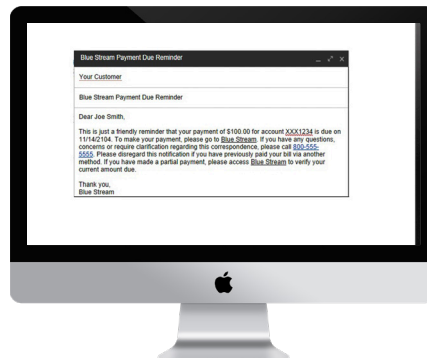 Blue Stream Payment Due Reminder
Your Customer
Blue Stream Payment Due Reminder
Dear Joe Smith,
This is just a friendly reminder that your payment of $100.00 for account XXX1234 is due on
11/14/2104. To make your payment, please go to Blue Stream. If you have any questions,
concerns or require clarification regarding this correspondence, please call 800-555-
5555. Please disregard this notification if you have previously paid your bill via another
method. If you have made a partial payment, please access Blue Stream to verify your
current amount due.
Thank you,
Blue Stream